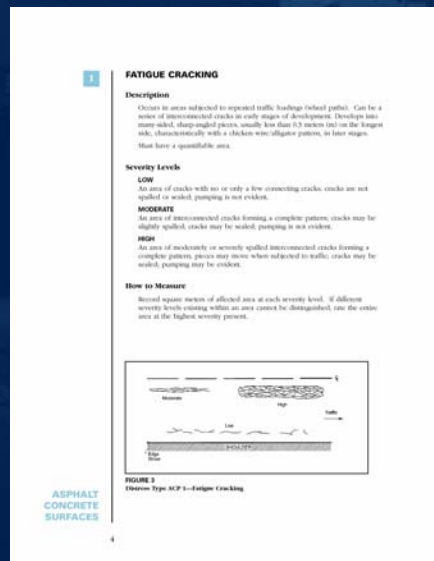 1
FATIGUE CRACKING
Description
Occurs in areas subjected to repeated traffic loadings (wheel paths). Can be a
series of interconnected cracks in early stages of development. Develops into
many-sided, sharp-angled pieces, usually less than 0.3 meters (m) on the longest
side, characteristically with a chicken wire/alligator pattern, in later stages.
Must have a quantifiable area.
Severity Levels
LOW
An area of cracks with no or only a few connecting cracks; cracks are not
spalled or sealed; pumping is not evident.
MODERATE
An area of interconnected cracks forming a complete pattern; cracks may be
slightly spalled; cracks may be sealed; pumping is not evident.
HIGH
An area of moderately or severely spalled interconnected cracks forming a
complete pattern; pieces may move when subjected to traffic; cracks may be
sealed; pumping may be evident.
How to Measure
Record square meters of affected area at each severity level. If different
severity levels existing within an area cannot be distinguished, rate the entire
area at the highest severity present.
Moderate
High
Traffic
Low
SHOULDER
Edge
Stripe
FIGURE 3
Distress Type ACP 1—Fatigue Cracking
ASPHALT
CONCRETE
SURFACES
4